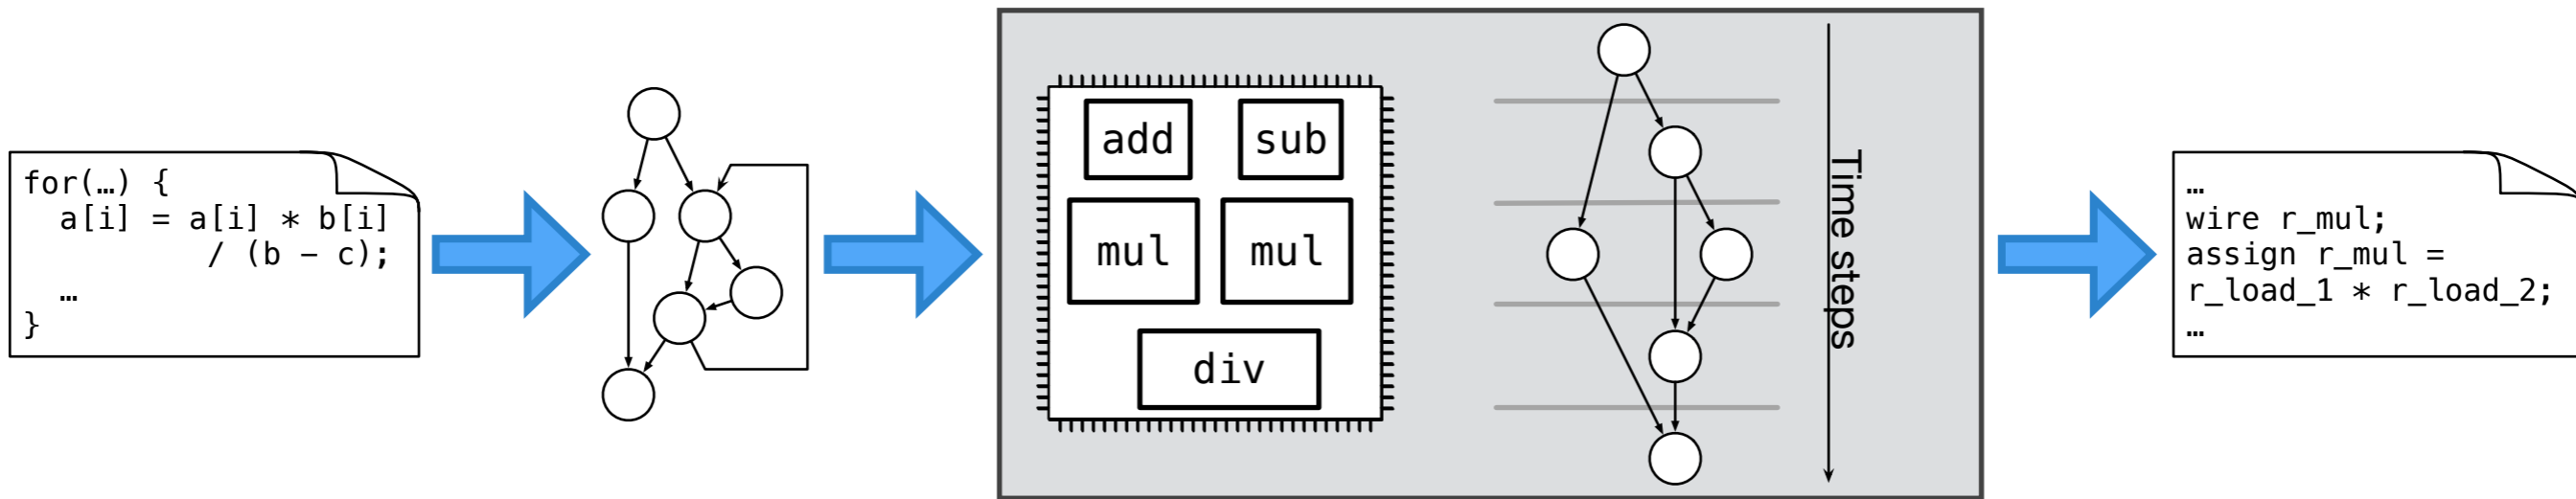 for(…) {
  a[i] = a[i] * b[i]
          / (b − c);
  …
}
add
sub
mul
mul
div
Time steps
…
wire r_mul;
assign r_mul =
r_load_1 * r_load_2;
…